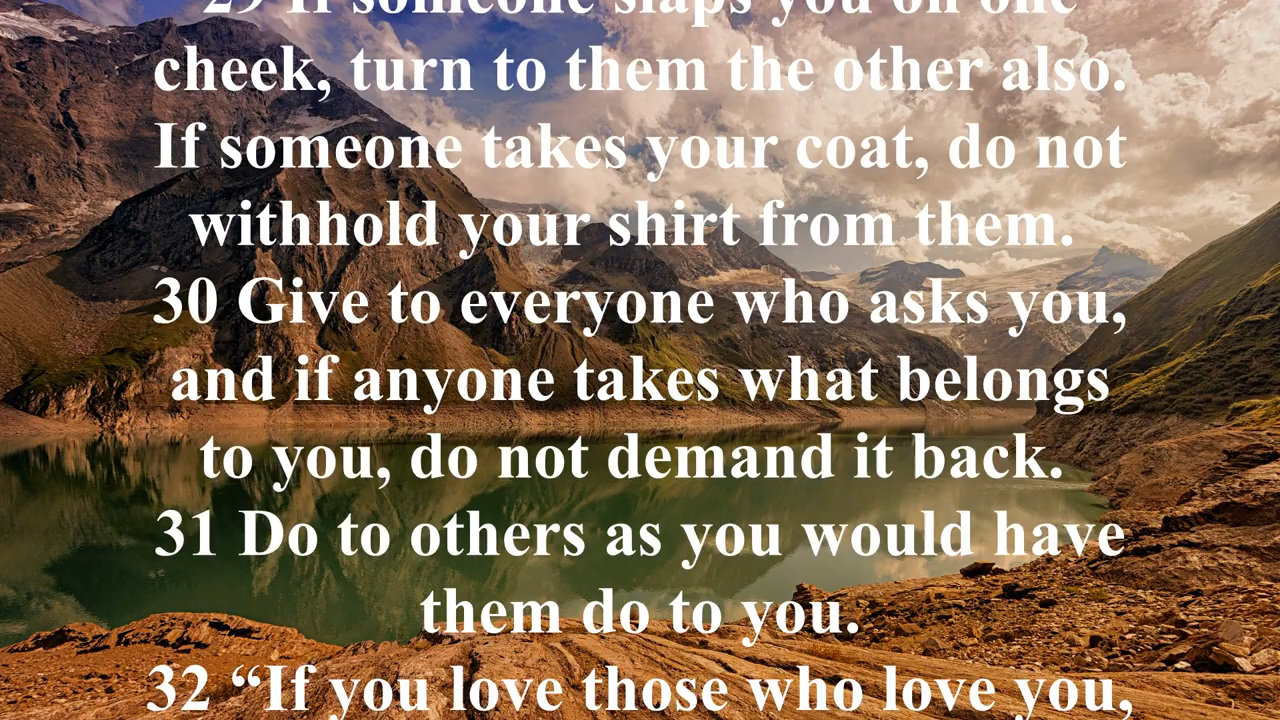 29 If someone slaps you on one
cheek, turn to them the other also.
If someone takes your coat, do not
withhold your shirt from them.
30 Give to everyone who asks you,
and if anyone takes what belongs
to you, do not demand it back.
31 Do to others as you would have
them do to you.
32 “If you love those who love you,